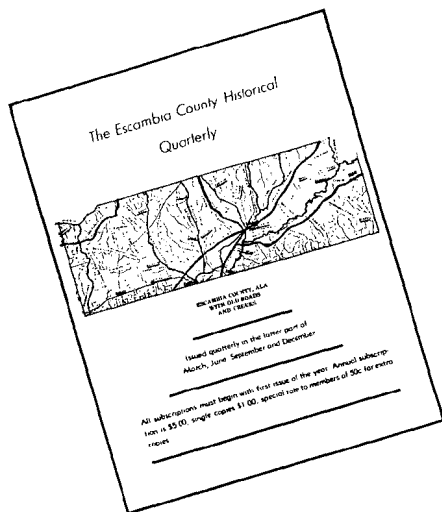 The Escambia County Historical
Quarterly
ESCAMBIA COUNTY, ALA
WITH OLD ROADS
AND CREEKS
Issued quarterly in the latter part of
March, June September and December
All subscriptions must begin with first issue of the year. Annual subscrip-
tion is $5.00, single copies $1.00, special rate to members of 50c for extra
copies